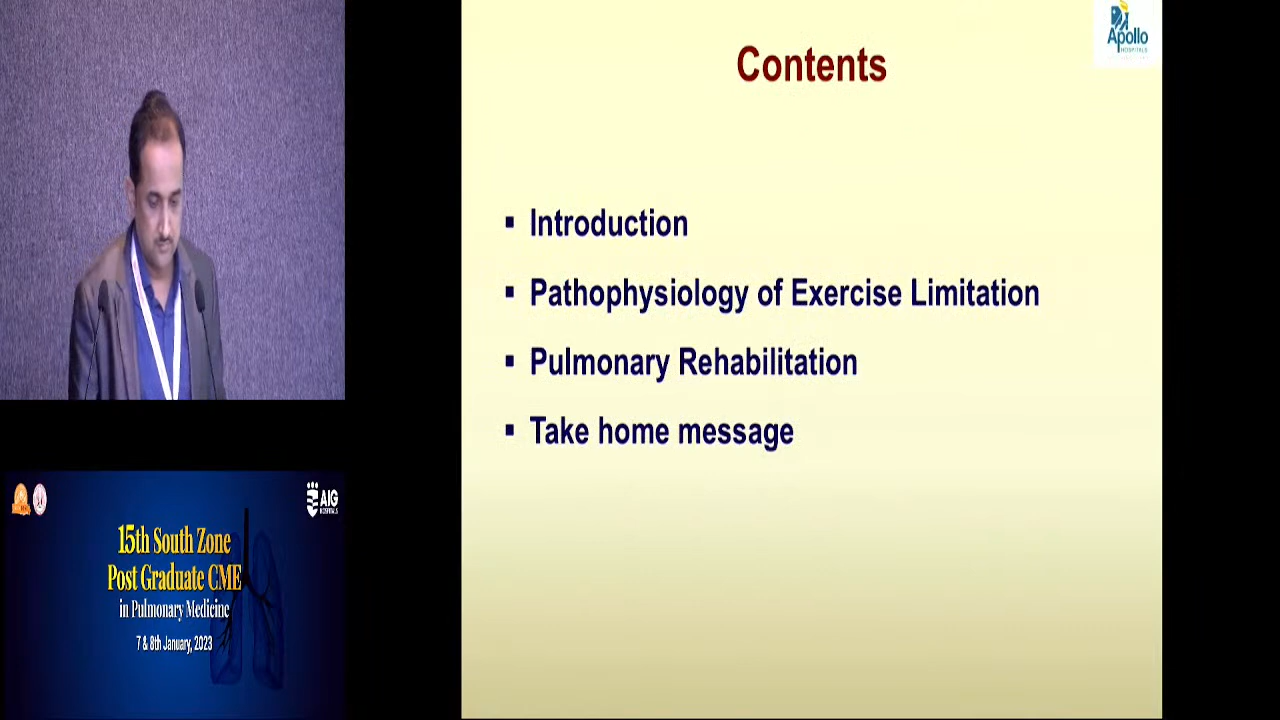 Contents
Apollo
HOSPITALS
▪ Introduction
▪ Pathophysiology of Exercise Limitation
▪ Pulmonary Rehabilitation
▪ Take home message
AIG
HOSPITALS
15th South Zone
Post Graduate CME
in Pulmonary Medicine
7 & 8th January, 2023